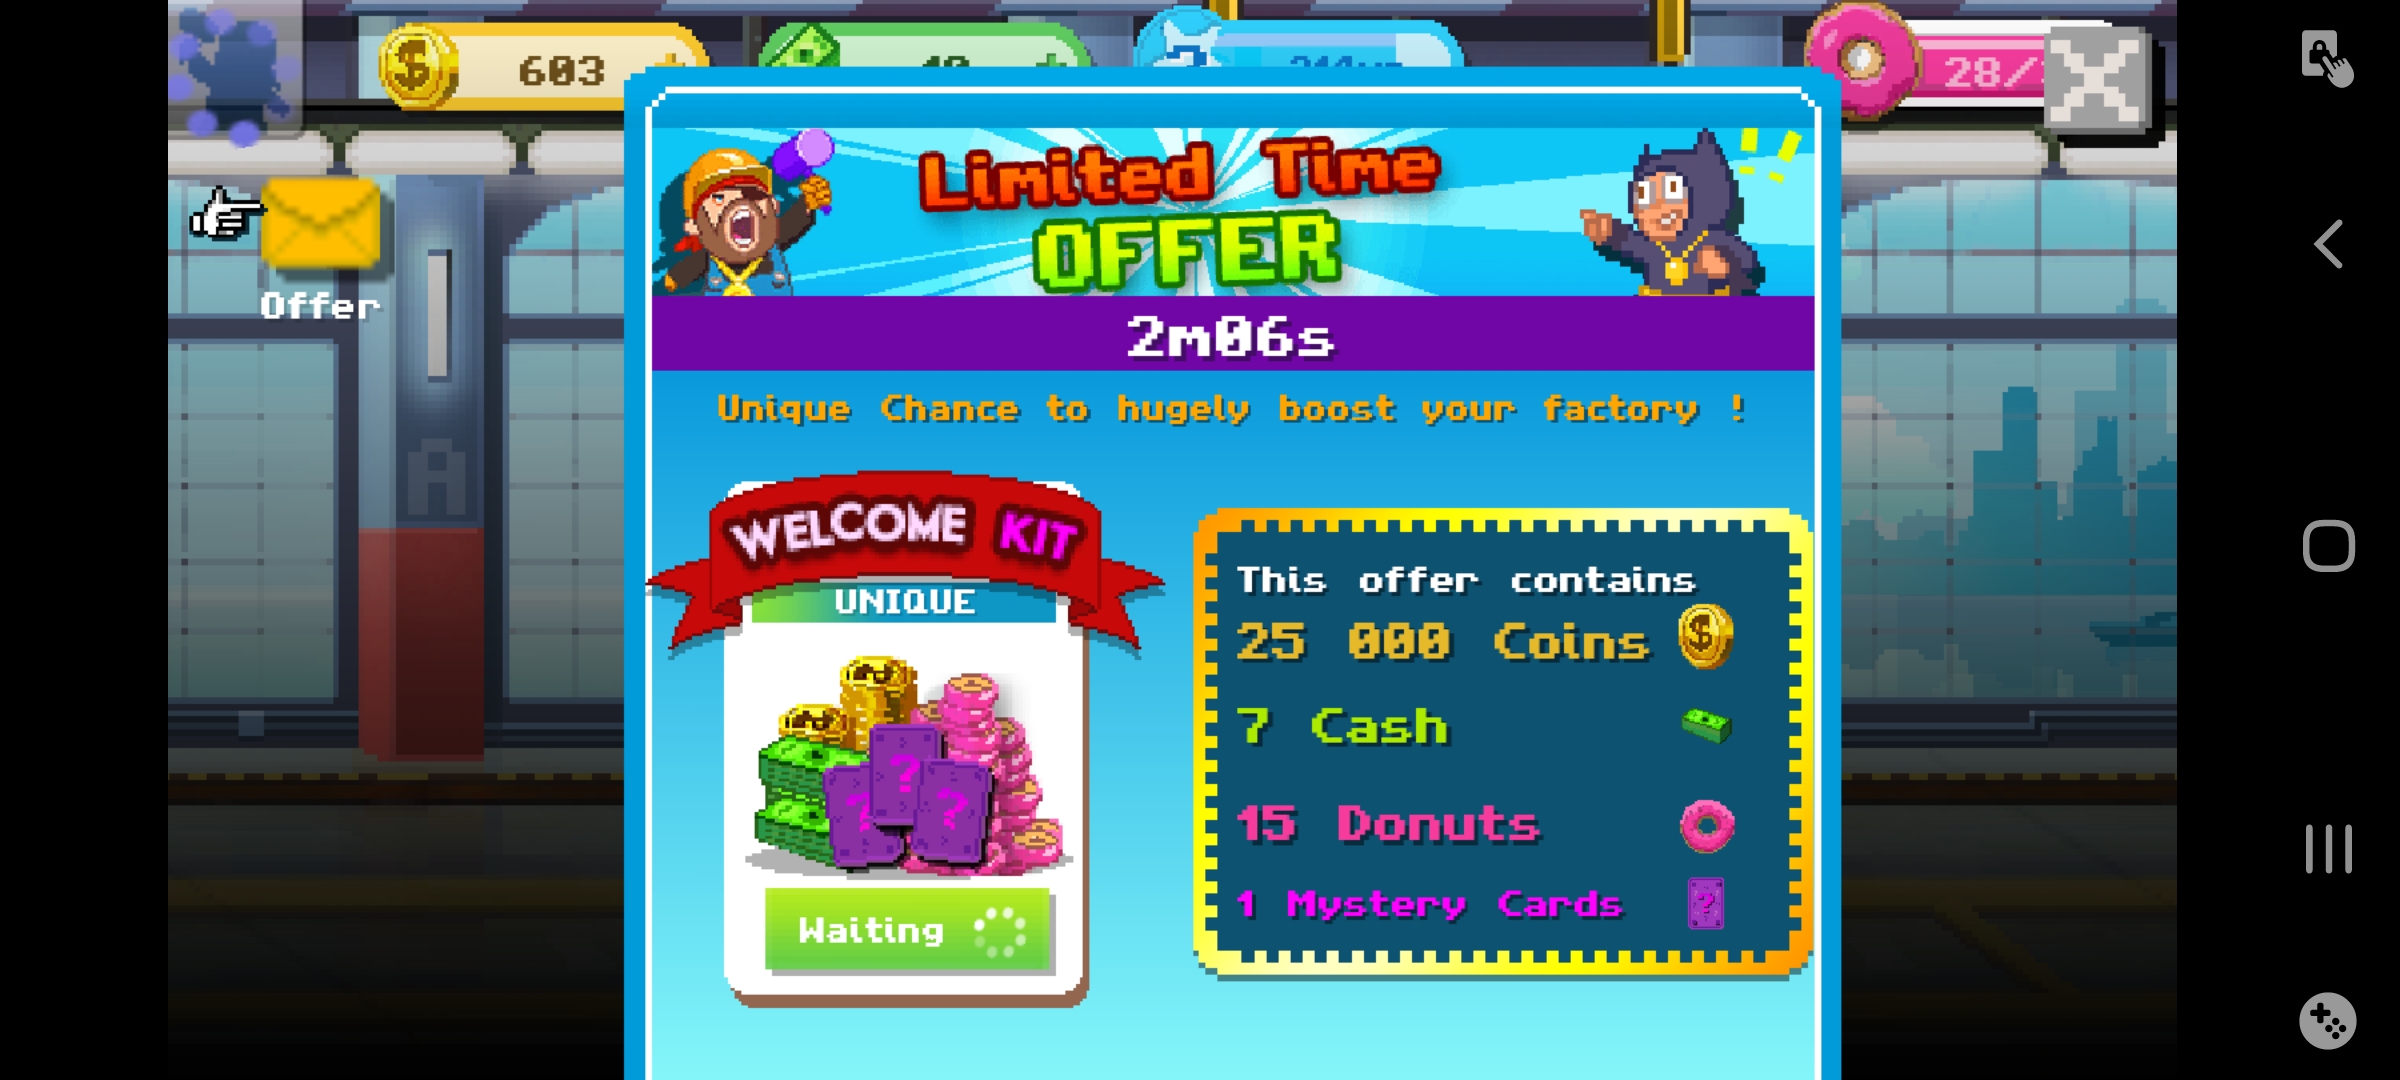 603
28/
Limited Time
OFFER
2m06s
Offer
Unique Chance to hugely boost your factory !
WELCOME KIT
UNIQUE
This offer contains
25 000 Coins
7 Cash
15 Donuts
1 Mystery Cards
Waiting
A